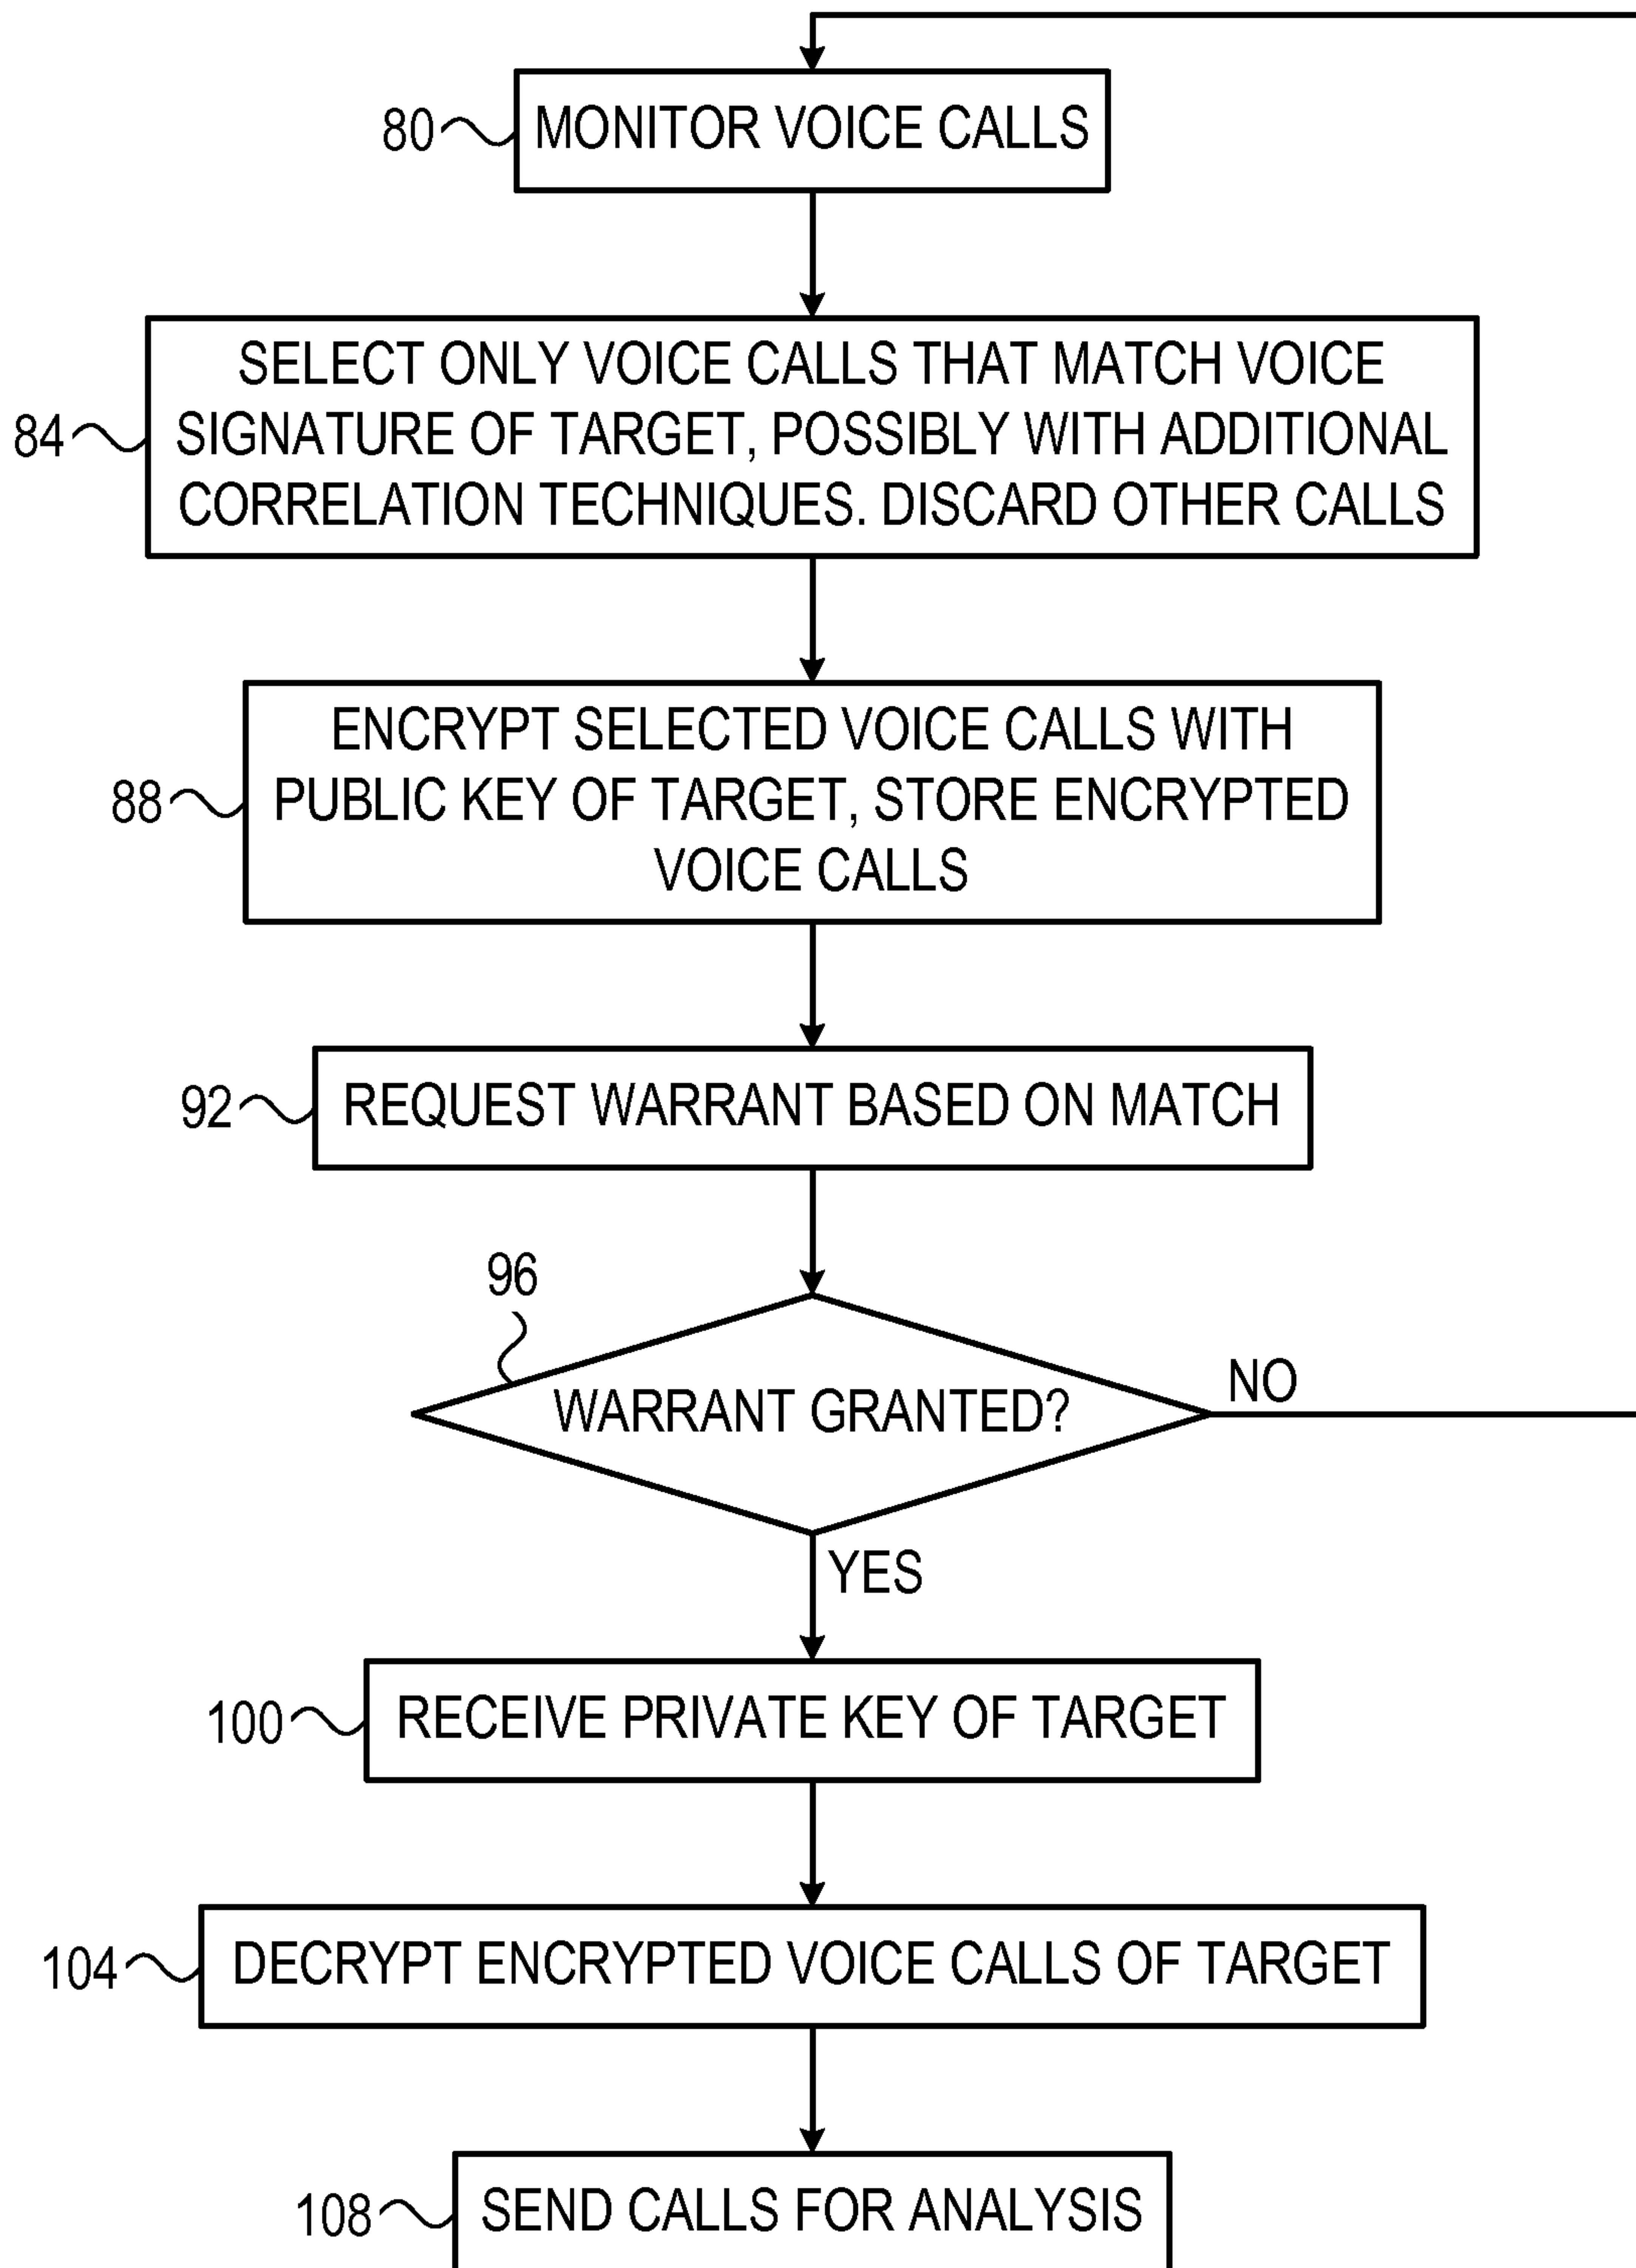 80
MONITOR VOICE CALLS
84
SELECT ONLY VOICE CALLS THAT MATCH VOICE
SIGNATURE OF TARGET, POSSIBLY WITH ADDITIONAL
CORRELATION TECHNIQUES. DISCARD OTHER CALLS
88
ENCRYPT SELECTED VOICE CALLS WITH
PUBLIC KEY OF TARGET, STORE ENCRYPTED
VOICE CALLS
92
REQUEST WARRANT BASED ON MATCH
96
WARRANT GRANTED?
NO
YES
100
RECEIVE PRIVATE KEY OF TARGET
104
DECRYPT ENCRYPTED VOICE CALLS OF TARGET
108
SEND CALLS FOR ANALYSIS